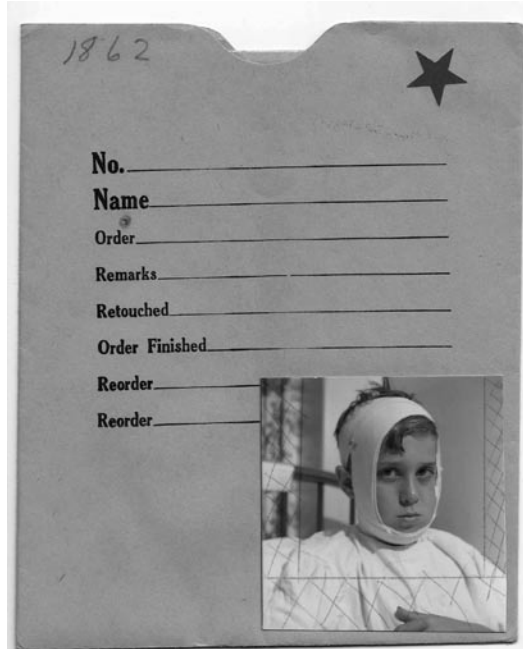 1862
No.
Name
Order
Remarks
Retouched
Order Finished
Reorder
Reorder